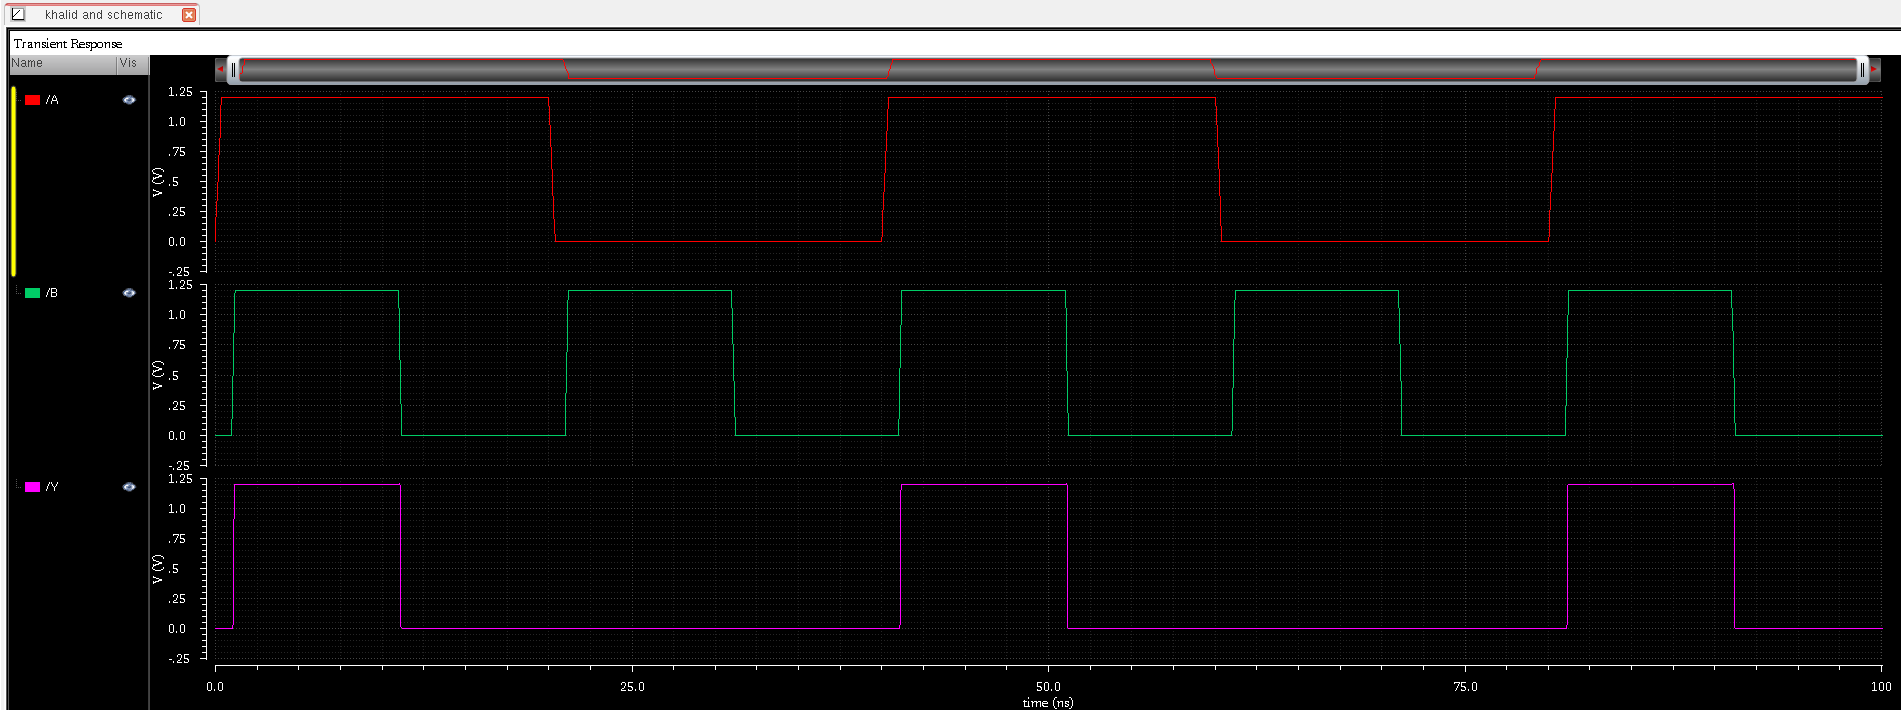 khalid and schematic
Transient Response
Name Vis
/A
1.25
1.0
.75
.5
.25
0.0
-.25
V (V)
/B
1.25
1.0
.75
.5
.25
0.0
-.25
V (V)
/Y
1.25
1.0
.75
.5
.25
0.0
-.25
V (V)
0.0 25.0 50.0 75.0 100
time (ns)